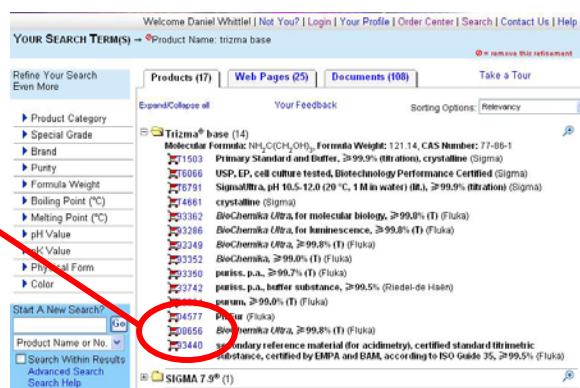 Welcome Daniel Whittle! | Not You? | Login | Your Profile | Order Center | Search | Contact Us | Help
YOUR SEARCH TERM(S) → Product Name: trizma base
= remove this refinement
Refine Your Search
Even More
Product Category
Special Grade
Brand
Purity
Formula Weight
Boiling Point (°C)
Melting Point (°C)
pH Value
pK Value
Physical Form
Color
Start A New Search?
Go
Product Name or No.
Search Within Results
Advanced Search
Search Help
Products (17)
Web Pages (25)
Documents (108)
Take a Tour
Expand/Collapse all
Your Feedback
Sorting Options: Relevancy
Trizma® base (14)
Molecular Formula: NH₂C(CH₂OH)₃, Formula Weight: 121.14, CAS Number: 77-86-1
T1503 Primary Standard and Buffer, ≥99.9% (titration), crystalline (Sigma)
T6066 USP, EP, cell culture tested, Biotechnology Performance Certified (Sigma)
T6791 SigmaUltra, pH 10.5-12.0 (20 °C, 1 M in water) (lit.), ≥99.9% (titration) (Sigma)
T4661 crystalline (Sigma)
93362 BioChemika Ultra, for molecular biology, ≥99.8% (T) (Fluka)
93286 BioChemika Ultra, for luminescence, ≥99.8% (T) (Fluka)
93349 BioChemika Ultra, ≥99.8% (T) (Fluka)
93352 BioChemika, ≥99.0% (T) (Fluka)
93350 puriss. p.a., ≥99.7% (T) (Fluka)
33742 puriss. p.a., buffer substance, ≥99.5% (Riedel-de Haën)
purum, ≥99.0% (T) (Fluka)
04577 PhEur (Fluka)
08656 BioChemika Ultra, ≥99.8% (T) (Fluka)
93440 secondary reference material (for acidimetry), certified standard titrimetric
substance, certified by EMPA and BAM, according to ISO Guide 35, ≥99.5% (Fluka)
SIGMA 7.9® (1)